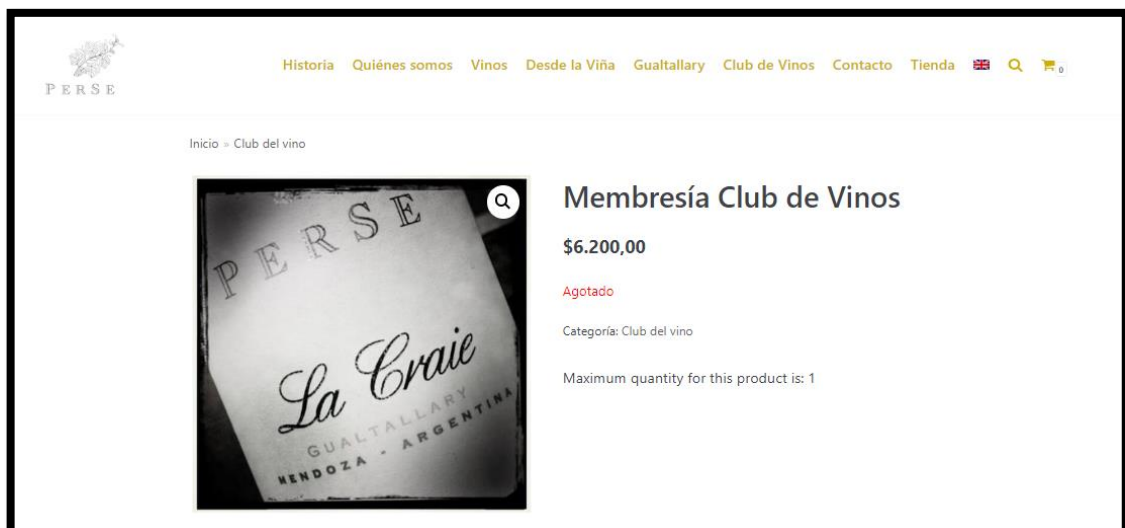 PERSE
Historia Quiénes somos Vinos Desde la Viña Gualtallary Club de Vinos Contacto Tienda 0
Inicio » Club del vino
PERSE
La Craie
GUALTALLARY
MENDOZA - ARGENTINA
Membresía Club de Vinos
$6.200,00
Agotado
Categoría: Club del vino
Maximum quantity for this product is: 1